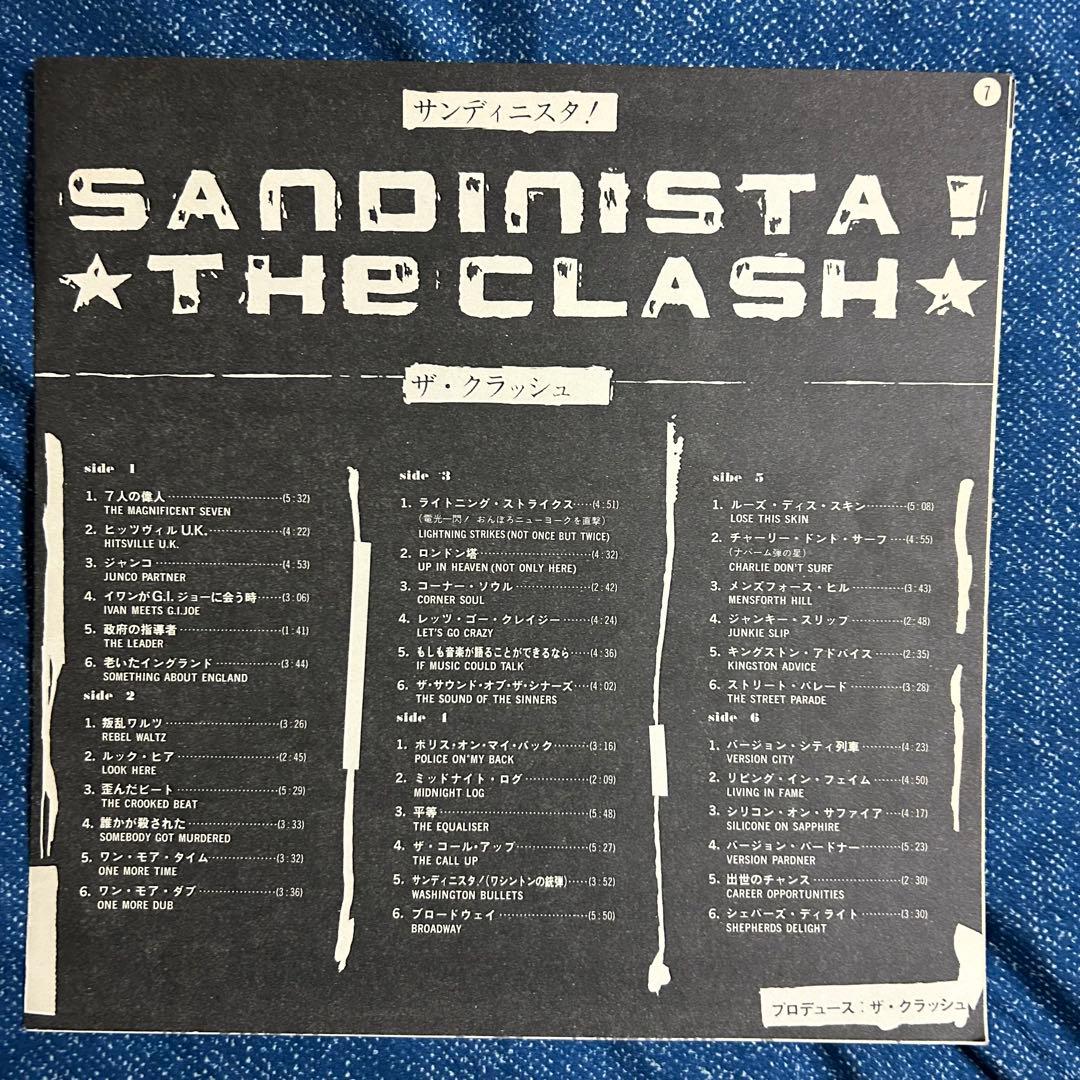 7
サンディニスタ!
SANDINISTA!
★THE CLASH★
ザ・クラッシュ
side 1
1. 7人の偉人……(5:32)
THE MAGNIFICENT SEVEN
2. ヒッツヴィルU.K.……(4:22)
HITSVILLE U.K.
3. ジャンコ……(4:53)
JUNCO PARTNER
4. イワンがG.I.ジョーに会う時……(3:06)
IVAN MEETS G.I.JOE
5. 政府の指導者……(1:41)
THE LEADER
6. 老いたイングランド……(3:44)
SOMETHING ABOUT ENGLAND
side 2
1. 叛乱ワルツ……(3:26)
REBEL WALTZ
2. ルック・ヒア……(2:45)
LOOK HERE
3. 歪んだビート……(5:29)
THE CROOKED BEAT
4. 誰かが殺された……(3:33)
SOMEBODY GOT MURDERED
5. ワン・モア・タイム……(3:32)
ONE MORE TIME
6. ワン・モア・ダブ……(3:36)
ONE MORE DUB
side 3
1. ライトニング・ストライクス……(4:51)
(電光一閃! おんぼろニューヨークを直撃)
LIGHTNING STRIKES(NOT ONCE BUT TWICE)
2. ロンドン塔……(4:32)
UP IN HEAVEN(NOT ONLY HERE)
3. コーナー・ソウル……(2:42)
CORNER SOUL
4. レッツ・ゴー・クレイジー……(4:24)
LET'S GO CRAZY
5. もしも音楽が語ることができるなら……(4:36)
IF MUSIC COULD TALK
6. ザ・サウンド・オブ・ザ・シナーズ……(4:02)
THE SOUND OF THE SINNERS
side 4
1. ポリス・オン・マイ・バック……(3:16)
POLICE ON MY BACK
2. ミッドナイト・ログ……(2:09)
MIDNIGHT LOG
3. 平等……(5:48)
THE EQUALISER
4. ザ・コール・アップ……(5:27)
THE CALL UP
5. サンディニスタ!(ワシントンの銃弾)……(3:52)
WASHINGTON BULLETS
6. ブロードウェイ……(5:50)
BROADWAY
sibe 5
1. ルーズ・ディス・スキン……(5:08)
LOSE THIS SKIN
2. チャーリー・ドント・サーフ……(4:55)
(ナパーム弾の星)
CHARLIE DON'T SURF
3. メンズフォース・ヒル……(3:43)
MENSFORTH HILL
4. ジャンキー・スリップ……(2:48)
JUNKIE SLIP
5. キングストン・アドバイス……(2:35)
KINGSTON ADVICE
6. ストリート・パレード……(3:28)
THE STREET PARADE
side 6
1. バージョン・シティ列車……(4:23)
VERSION CITY
2. リビング・イン・フェイム……(4:50)
LIVING IN FAME
3. シリコン・オン・サファイア……(4:17)
SILICONE ON SAPPHIRE
4. バージョン・パードナー……(5:23)
VERSION PARDNER
5. 出世のチャンス……(2:30)
CAREER OPPORTUNITIES
6. シェパーズ・ディライト……(3:30)
SHEPHERDS DELIGHT
プロデュース:ザ・クラッシュ